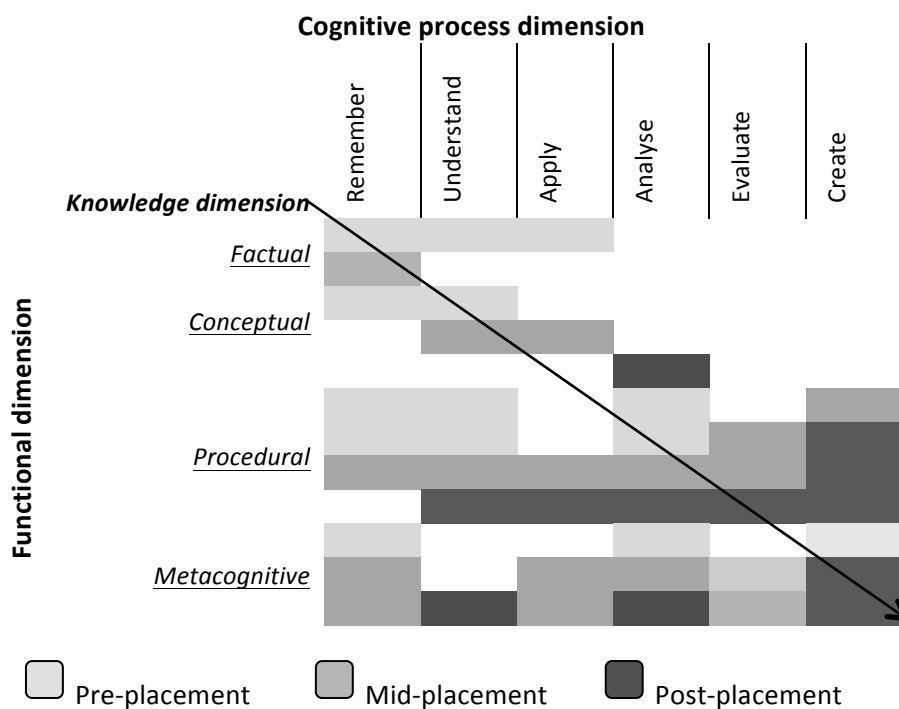 Cognitive process dimension
Remember
Understand
Apply
Analyse
Evaluate
Create
Knowledge dimension
Factual
Conceptual
Procedural
Metacognitive
Functional dimension
Pre-placement
Mid-placement
Post-placement